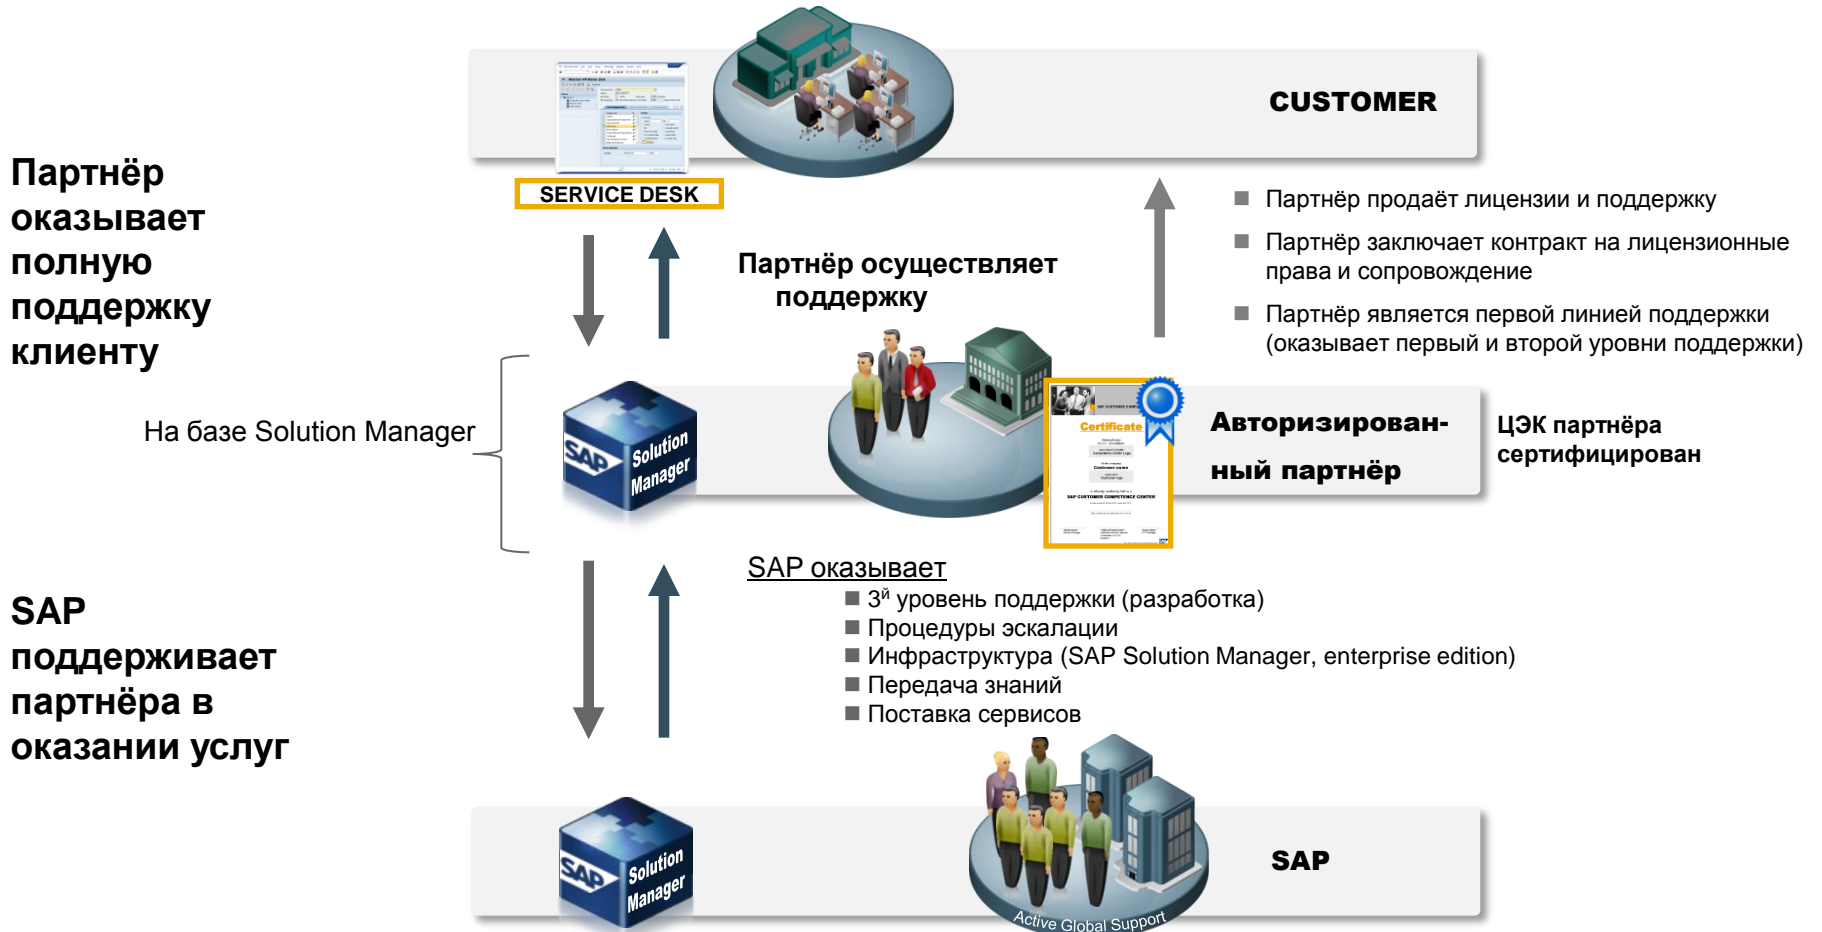 CUSTOMER
SERVICE DESK
Партнёр
оказывает
полную
поддержку
клиенту
Партнёр осуществляет
поддержку
Партнёр продаёт лицензии и поддержку
Партнёр заключает контракт на лицензионные
права и сопровождение
Партнёр является первой линией поддержки
(оказывает первый и второй уровни поддержки)
На базе Solution Manager
SAP
Solution
Manager
Certificate
SAP CUSTOMER COMPETENCE CENTER
Авторизирован-
ный партнёр
ЦЭК партнёра
сертифицирован
SAP
поддерживает
партнёра в
оказании услуг
SAP оказывает
3й уровень поддержки (разработка)
Процедуры эскалации
Инфраструктура (SAP Solution Manager, enterprise edition)
Передача знаний
Поставка сервисов
SAP
Solution
Manager
Active Global Support
SAP